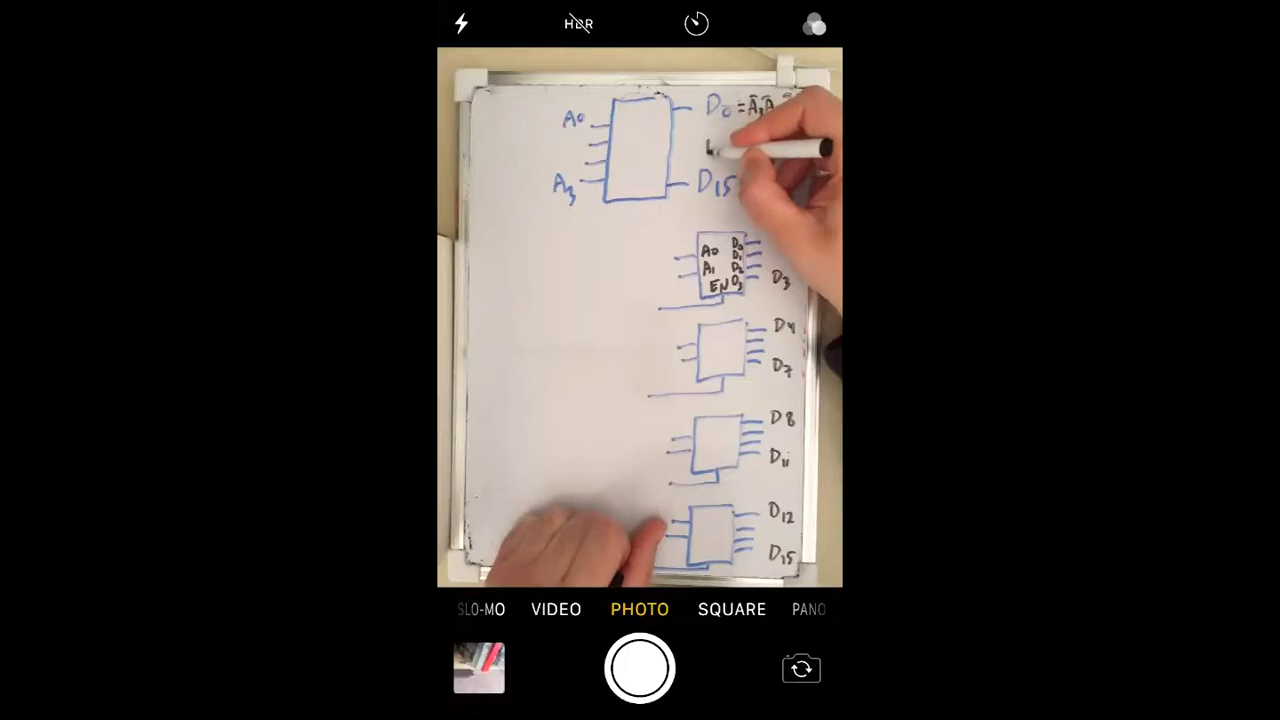 HDR
A0
D0 = Ā3Ā
A3
D15
A0 D0
D1
A1 D2
EN D3
D3
D4
D7
D8
D11
D12
D15
SLO-MO VIDEO PHOTO SQUARE PANO